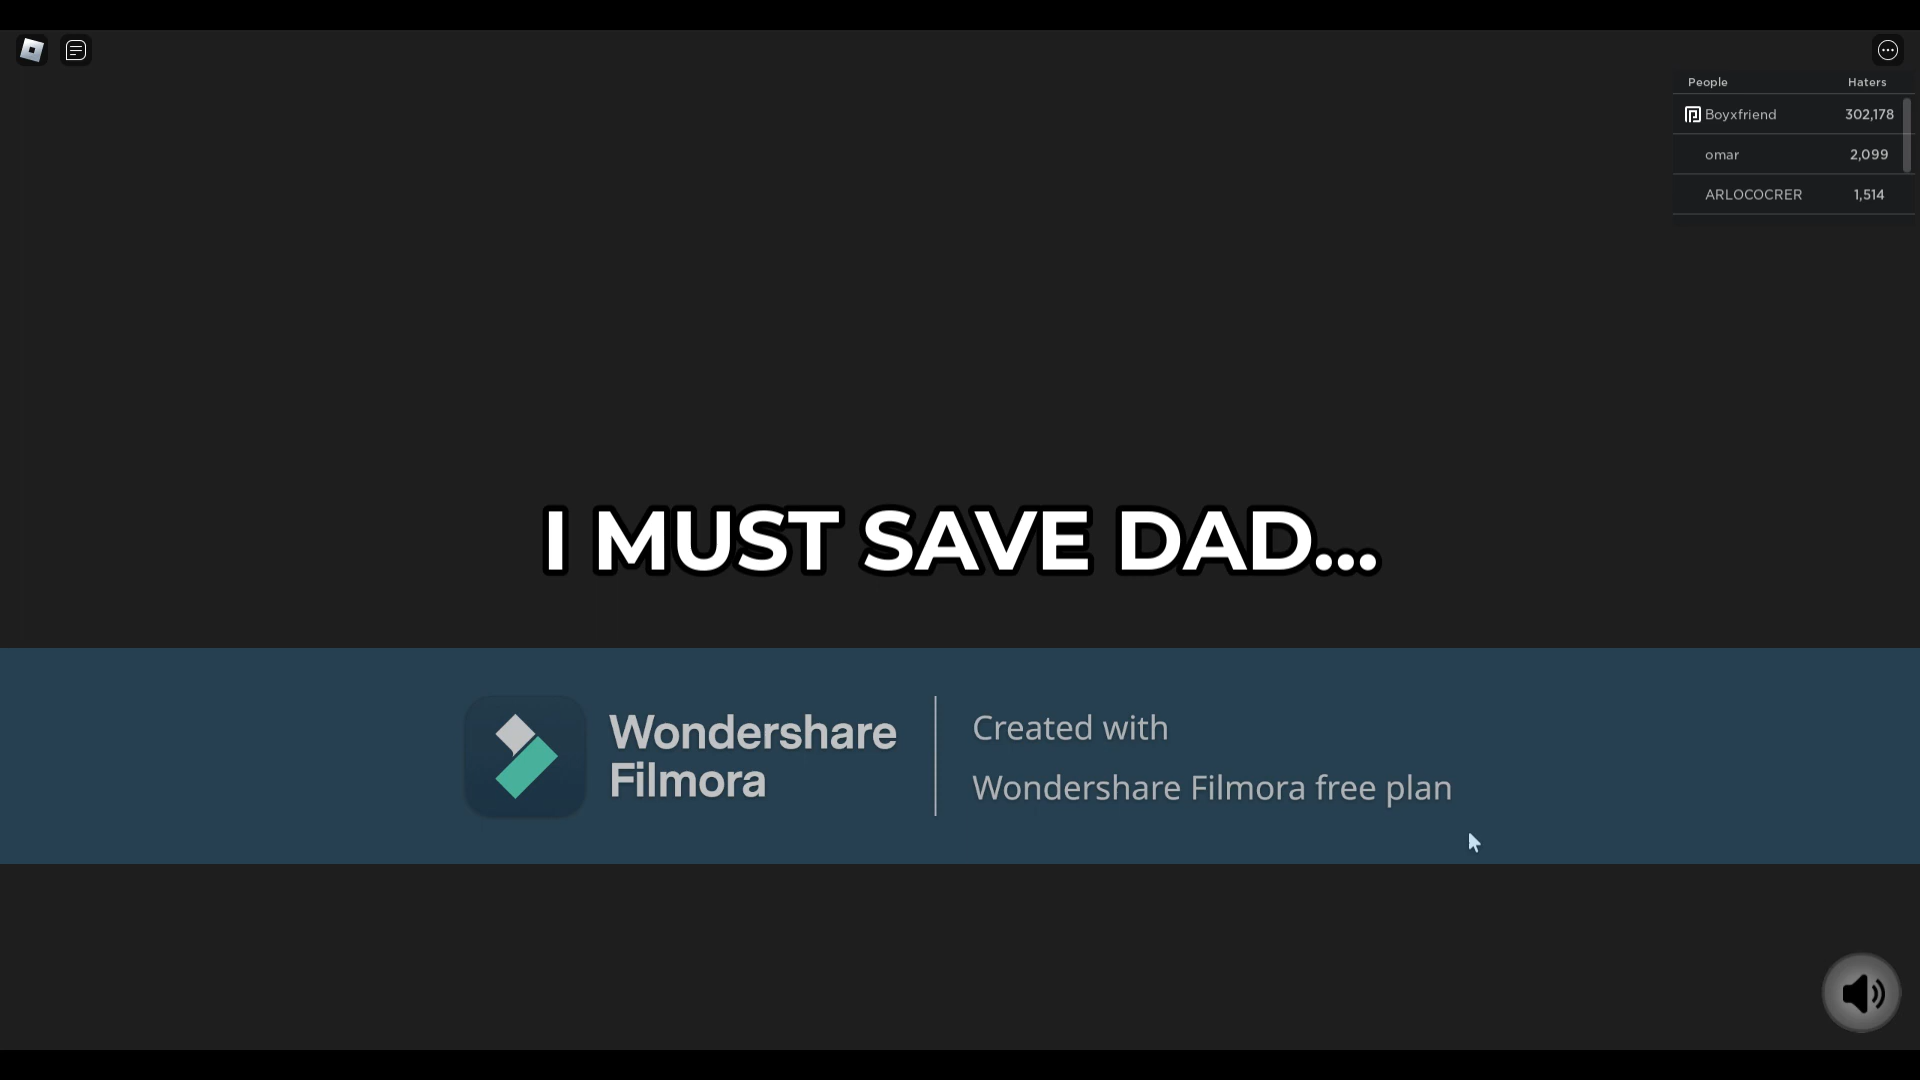 People Haters
Boyxfriend 302,178
omar 2,099
ARLOCOCRER 1,514
I MUST SAVE DAD...
Wondershare
Filmora
Created with
Wondershare Filmora free plan